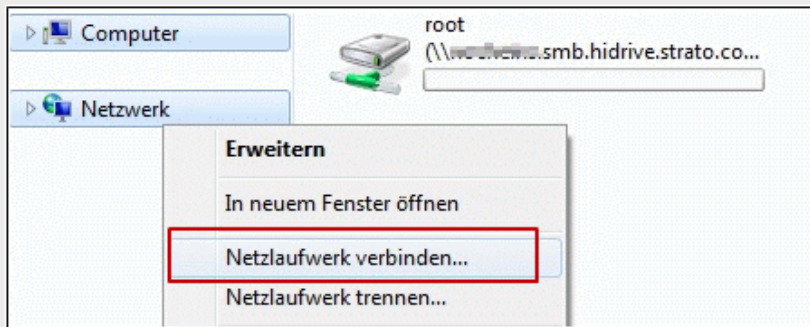 Computer
root
(\\ .smb.hidrive.strato.co...
Netzwerk
Erweitern
In neuem Fenster öffnen
Netzlaufwerk verbinden...
Netzlaufwerk trennen...